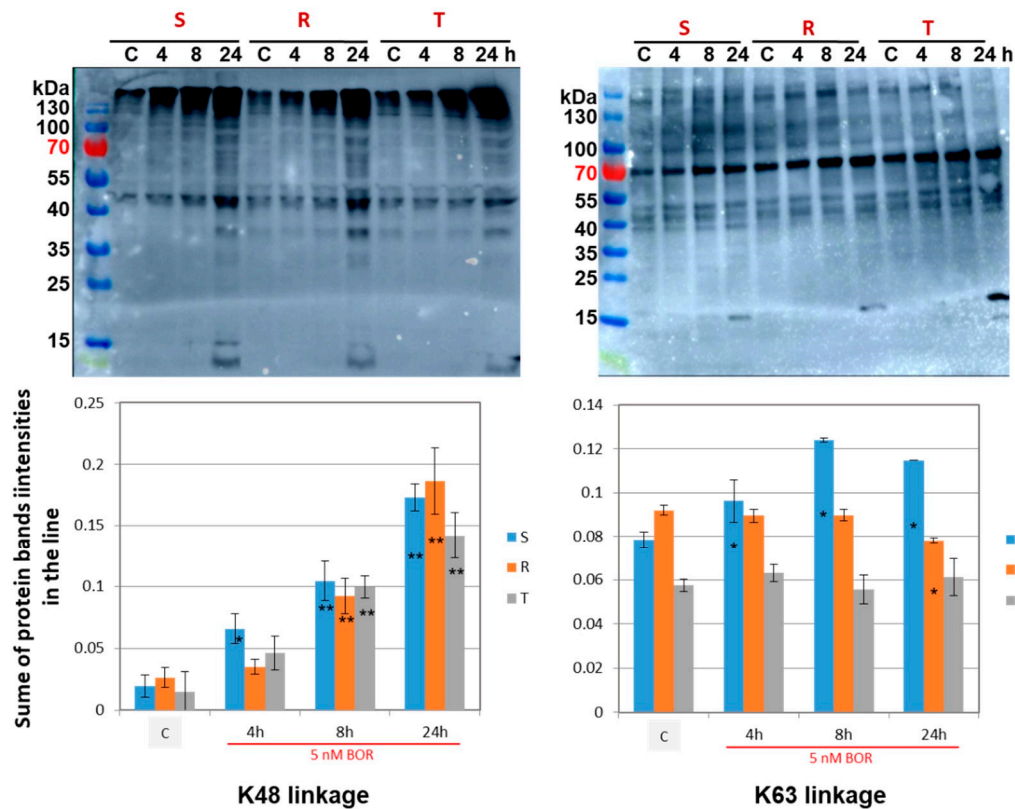 S R T
C 4 8 24 C 4 8 24 C 4 8 24 h
kDa
130
100
70
55
40
35
25
15
S R T
C 4 8 24 C 4 8 24 C 4 8 24 h
kDa
130
100
70
55
40
35
25
15
Sume of protein bands iintensities
in the line
0.25
0.2
0.15
0.1
0.05
0
* ** ** ** ** ** **
S
R
T
C 4h 8h 24h
5 nM BOR
K48 linkage
0.14
0.12
0.1
0.08
0.06
0.04
0.02
0
* * * *
C 4h 8h 24h
5 nM BOR
K63 linkage